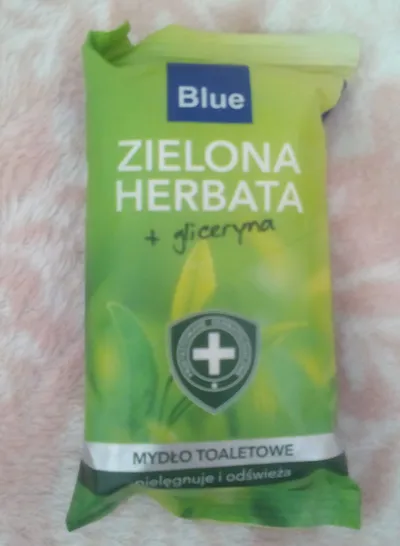 Blue
ZIELONA
HERBATA
+ gliceryna
MYDŁO TOALETOWE
pielęgnuje i odświeża